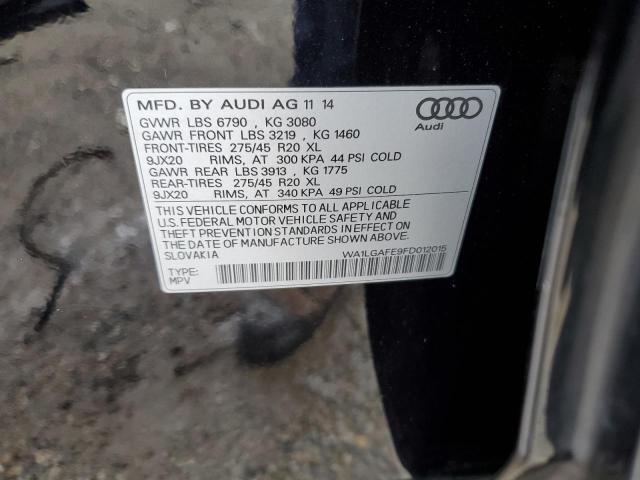 MFD. BY AUDI AG 11 14
GVWR LBS 6790 , KG 3080
GAWR FRONT LBS 3219 , KG 1460
FRONT-TIRES 275/45 R20 XL
9JX20 RIMS, AT 300 KPA 44 PSI COLD
GAWR REAR LBS 3913 , KG 1775
REAR-TIRES 275/45 R20 XL
9JX20 RIMS, AT 340 KPA 49 PSI COLD
THIS VEHICLE CONFORMS TO ALL APPLICABLE
U.S. FEDERAL MOTOR VEHICLE SAFETY AND
THEFT PREVENTION STANDARDS IN EFFECT ON
THE DATE OF MANUFACTURE SHOWN ABOVE.
SLOVAKIA
WA1LGAFE9FD012015
TYPE:
MPV
Audi